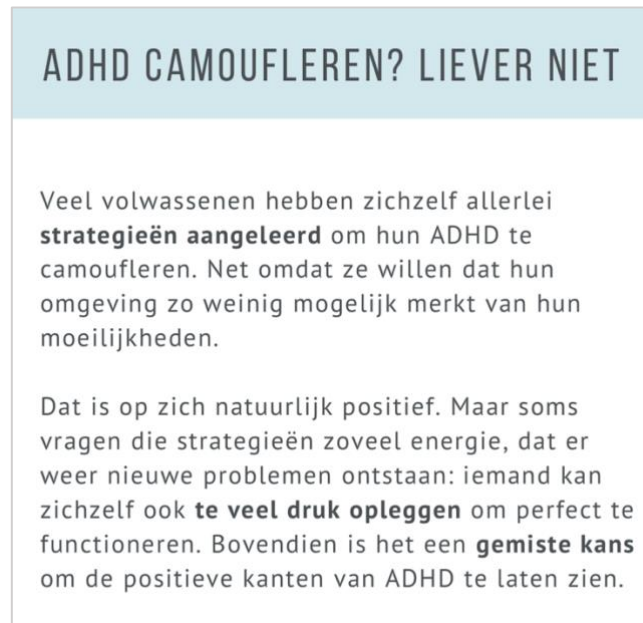 ADHD CAMOUFLEREN? LIEVER NIET
Veel volwassenen hebben zichzelf allerlei
strategieën aangeleerd om hun ADHD te
camoufleren. Net omdat ze willen dat hun
omgeving zo weinig mogelijk merkt van hun
moeilijkheden.
Dat is op zich natuurlijk positief. Maar soms
vragen die strategieën zoveel energie, dat er
weer nieuwe problemen ontstaan: iemand kan
zichzelf ook te veel druk opleggen om perfect te
functioneren. Bovendien is het een gemiste kans
om de positieve kanten van ADHD te laten zien.